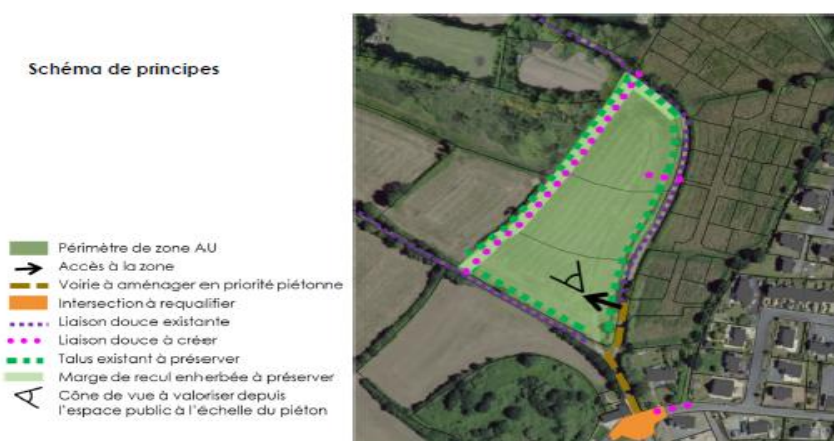 Schéma de principes
Périmètre de zone AU
Accès à la zone
Voirie à aménager en priorité piétonne
Intersection à requalifier
Liaison douce existante
Liaison douce à créer
Talus existant à préserver
Marge de recul enherbée à préserver
Cône de vue à valoriser depuis
l'espace public à l'échelle du piéton